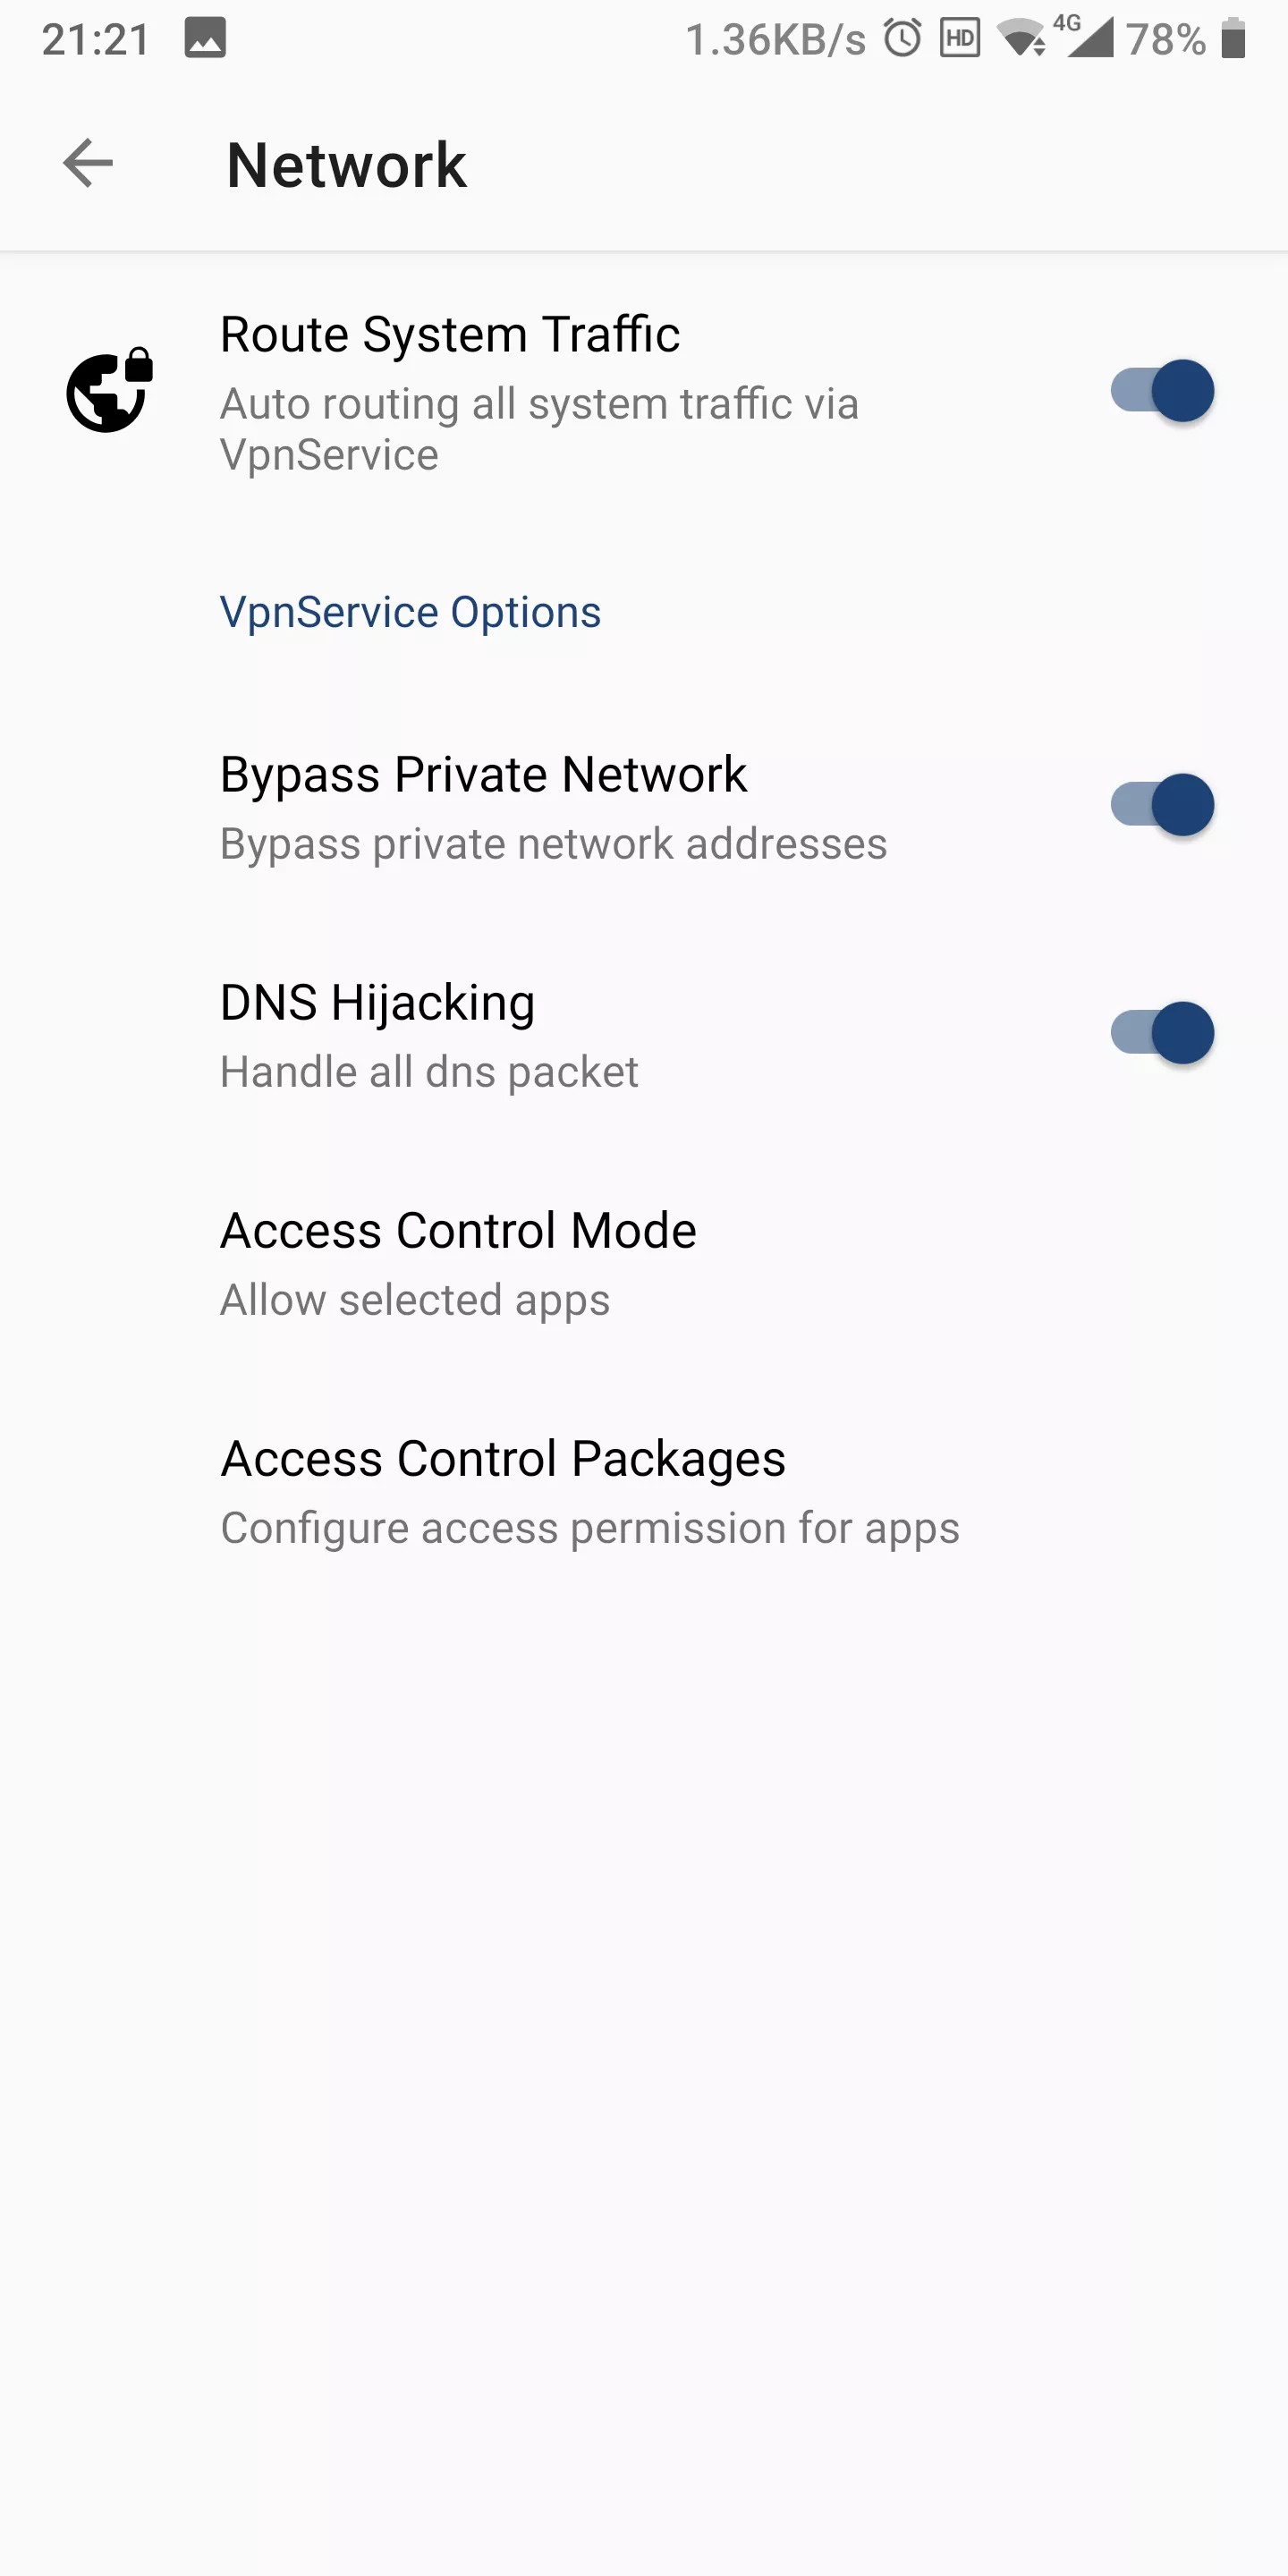 21:21 1.36KB/s HD 4G 78%
Network
Route System Traffic
Auto routing all system traffic via
VpnService
VpnService Options
Bypass Private Network
Bypass private network addresses
DNS Hijacking
Handle all dns packet
Access Control Mode
Allow selected apps
Access Control Packages
Configure access permission for apps